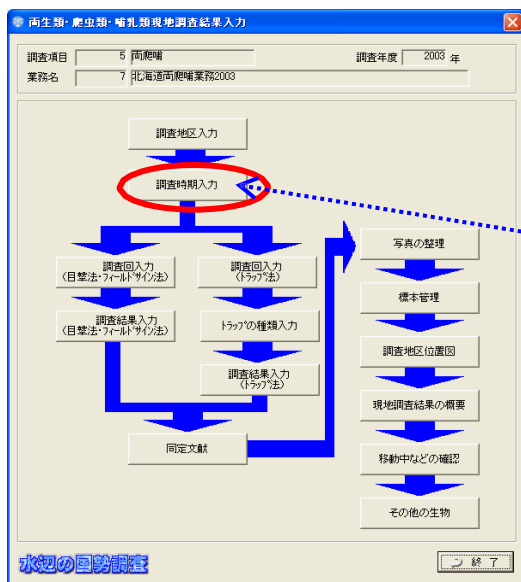 両生類・爬虫類・哺乳類現地調査結果入力
調査項目 5 両爬哺 調査年度 2003 年
業務名 7 北海道両爬哺業務2003
調査地区入力
調査時期入力
調査回入力
(目撃法・フィールドサイン法)
調査結果入力
(目撃法・フィールドサイン法)
調査回入力
(トラップ法)
トラップの種類入力
調査結果入力
(トラップ法)
同定文献
写真の整理
標本管理
調査地区位置図
現地調査結果の概要
移動中などの確認
その他の生物
水辺の国勢調査
終 了